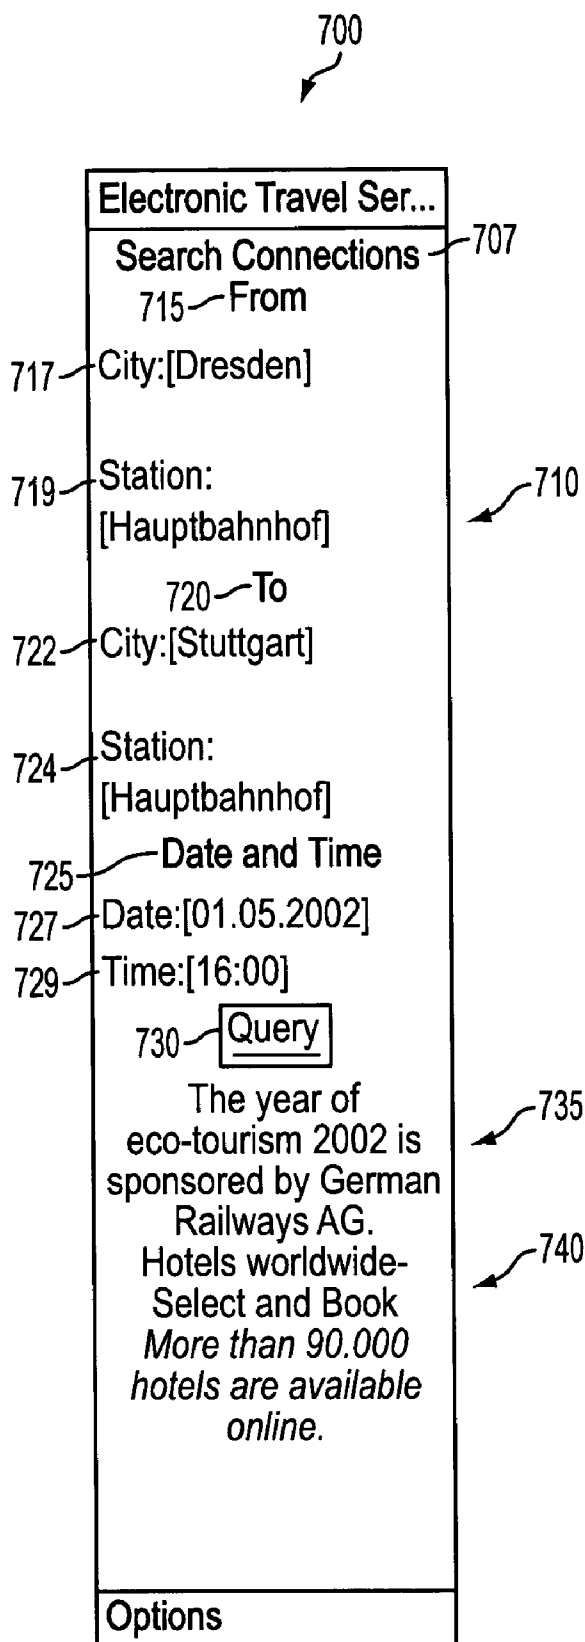 700
Electronic Travel Ser...
Search Connections 707
715 From
717 City:[Dresden]
719 Station:
710
[Hauptbahnhof]
720 To
722 City:[Stuttgart]
724 Station:
[Hauptbahnhof]
725 Date and Time
727 Date:[01.05.2002]
729 Time:[16:00]
730 Query
The year of
735
eco-tourism 2002 is
sponsored by German
Railways AG.
740
Hotels worldwide-
Select and Book
More than 90.000
hotels are available
online.
Options